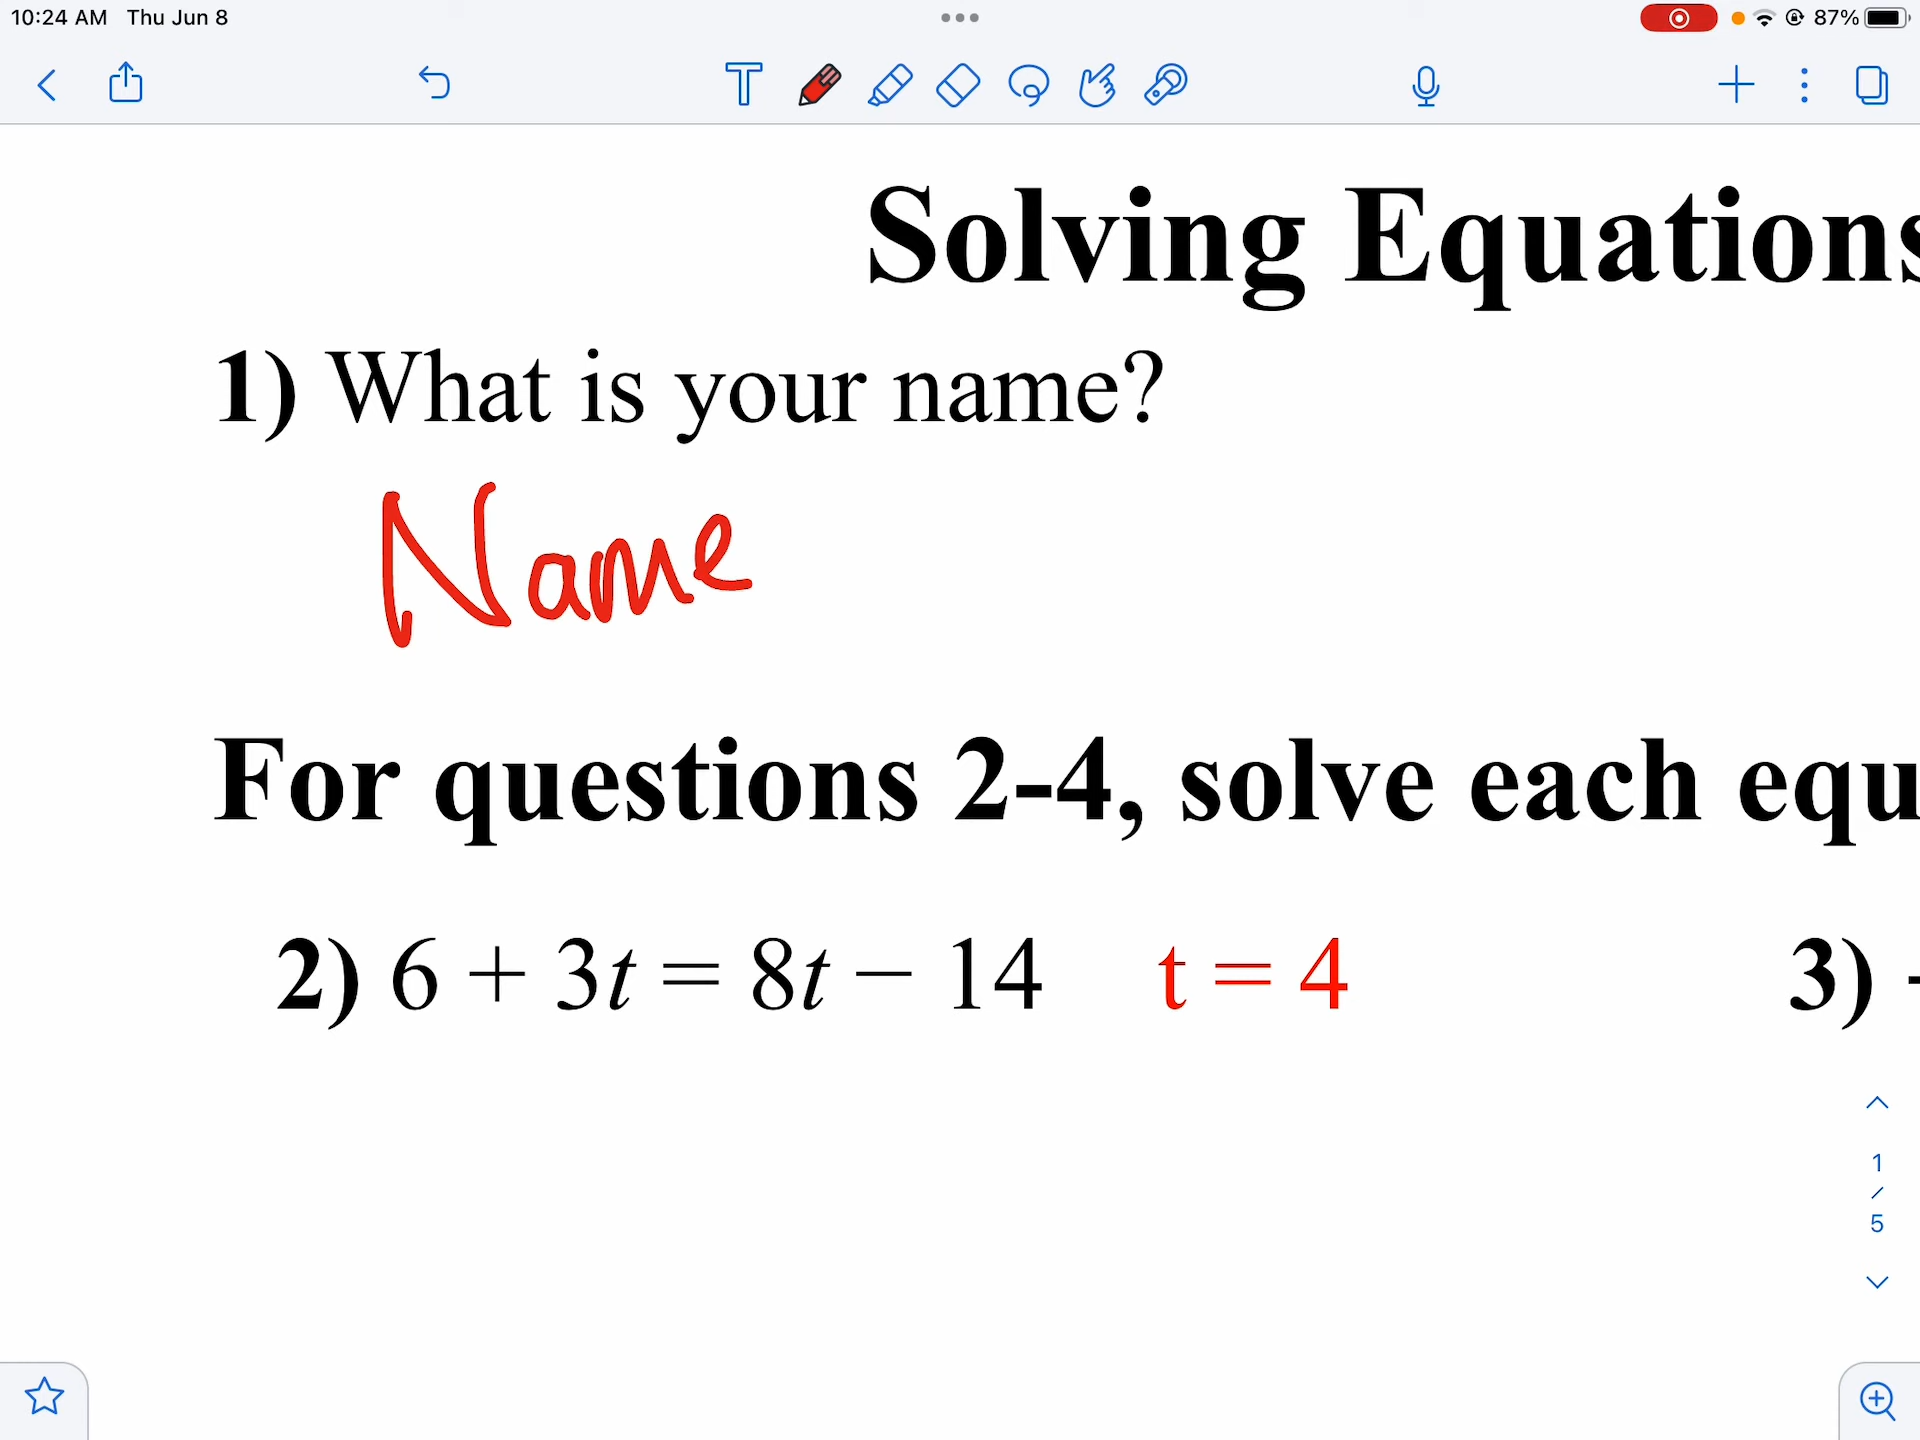 10:24 AM Thu Jun 8 87%
Solving Equations
1) What is your name?
Name
For questions 2-4, solve each equ
2) 6 + 3t = 8t − 14 t = 4 3) -
1
/
5